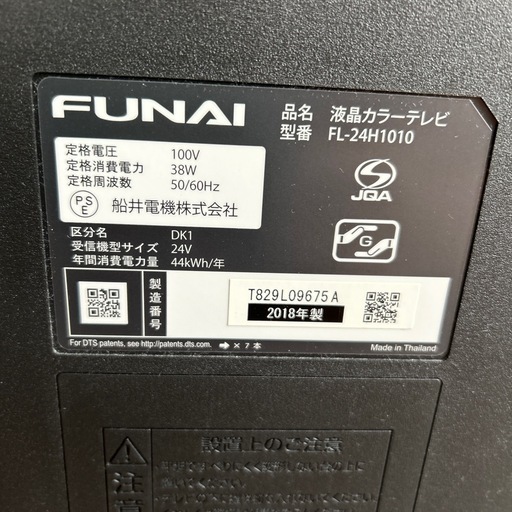 FUNAI
品名 液晶カラーテレビ
型番 FL-24H1010
定格電圧 100V
定格消費電力 38W
定格周波数 50/60Hz
PSE 船井電機株式会社
JQA
G
区分名 DK1
受信機型サイズ 24V
年間消費電力量 44kWh/年
製造番号
T829L09675A
2018年製
For DTS patents, see http://patents.dts.com. ➔ × 7 本
Made in Thailand
設置上のご注意